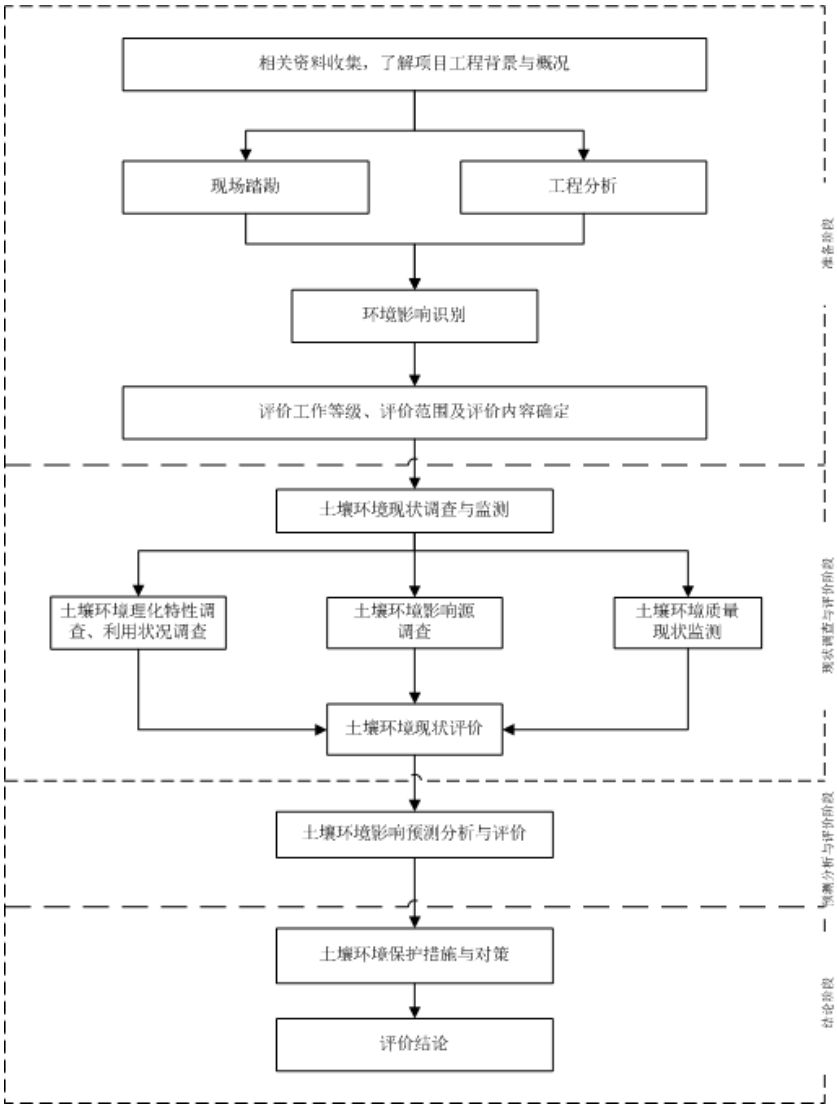 相关资料收集，了解项目工程背景与概况
现场踏勘
工程分析
准备阶段
环境影响识别
评价工作等级、评价范围及评价内容确定
土壤环境现状调查与监测
土壤环境理化特性调
查、利用状况调查
土壤环境影响源
调查
土壤环境质量
现状监测
现状调查与评价阶段
土壤环境现状评价
土壤环境影响预测分析与评价
预测分析与评价阶段
土壤环境保护措施与对策
评价结论
结论阶段